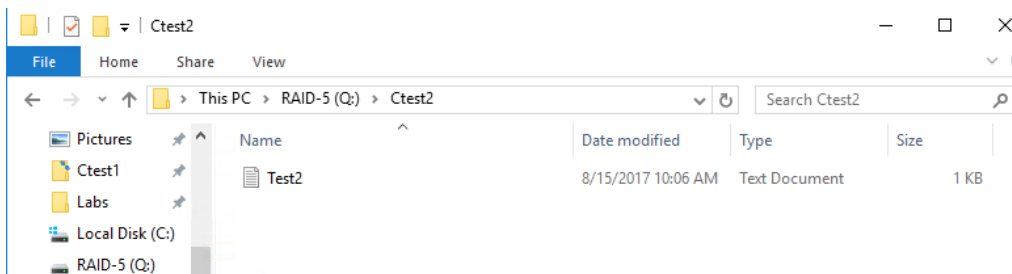 Ctest2
File Home Share View
This PC > RAID-5 (Q:) > Ctest2 Search Ctest2
Pictures
Ctest1
Labs
Local Disk (C:)
RAID-5 (Q:)
Name Date modified Type Size
Test2 8/15/2017 10:06 AM Text Document 1 KB